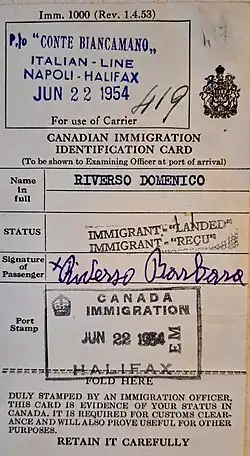 Imm. 1000 (Rev. 1.4.53)
P.fo "CONTE BIANCAMANO„
ITALIAN - LINE
NAPOLI - HALIFAX
JUN 22 1954
419
For use of Carrier
CANADIAN IMMIGRATION
IDENTIFICATION CARD
(To be shown to Examining Officer at port of arrival)
Name
in full
RIVERSO DOMENICO
STATUS
IMMIGRANT-"LANDED"
IMMIGRANT-"REÇU"
Signature of
Passenger
x Riverso Barbara
Port
Stamp
CANADA
IMMIGRATION
JUN 22 1954
EM
HALIFAX
FOLD HERE
DULY STAMPED BY AN IMMIGRATION OFFICER,
THIS CARD IS EVIDENCE OF YOUR STATUS IN
CANADA. IT IS REQUIRED FOR CUSTOMS CLEAR-
ANCE AND WILL ALSO PROVE USEFUL FOR OTHER
PURPOSES.
RETAIN IT CAREFULLY